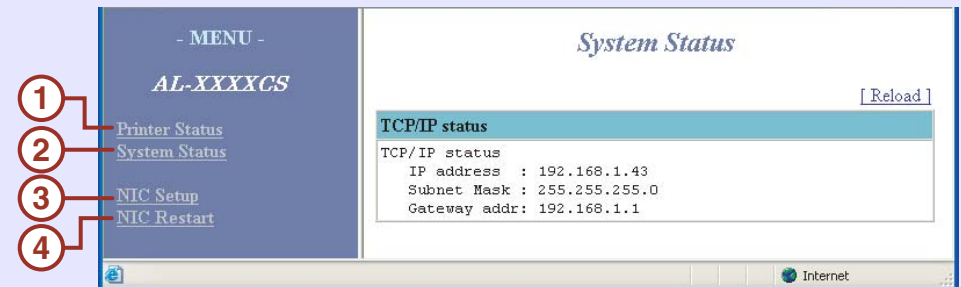 - MENU -
AL-XXXXCS
1
Printer Status
2
System Status
3
NIC Setup
4
NIC Restart
System Status
[ Reload ]
TCP/IP status
TCP/IP status
IP address : 192.168.1.43
Subnet Mask : 255.255.255.0
Gateway addr: 192.168.1.1
Internet